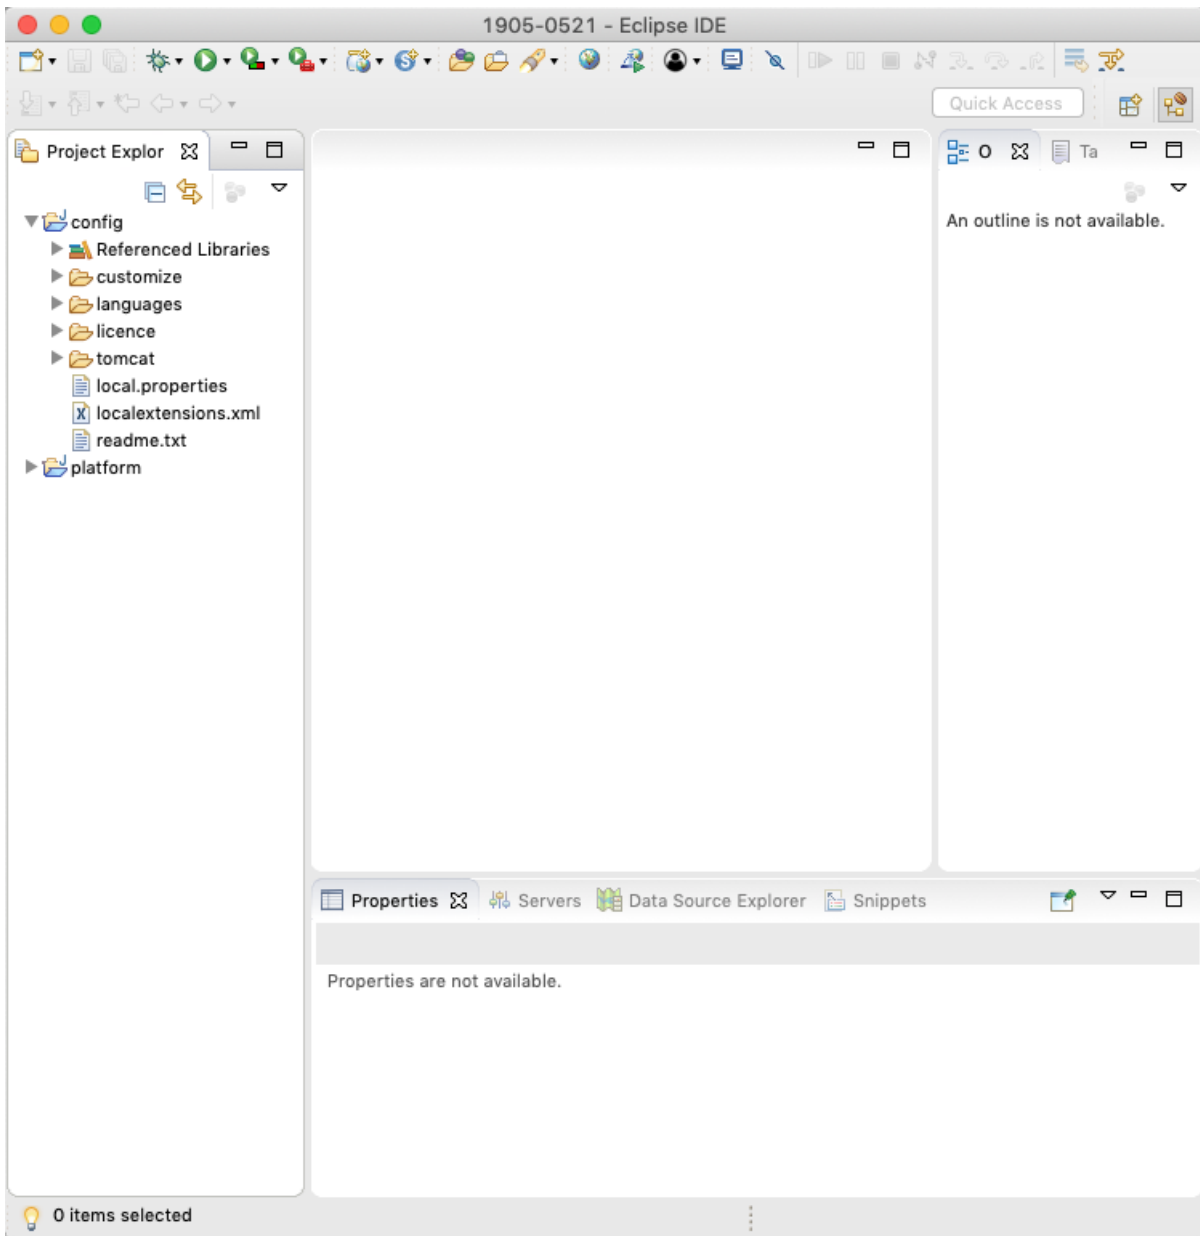 1905-0521 - Eclipse IDE
Quick Access
Project Explor
config
Referenced Libraries
customize
languages
licence
tomcat
local.properties
localextensions.xml
readme.txt
platform
O
Ta
An outline is not available.
Properties
Servers
Data Source Explorer
Snippets
Properties are not available.
0 items selected